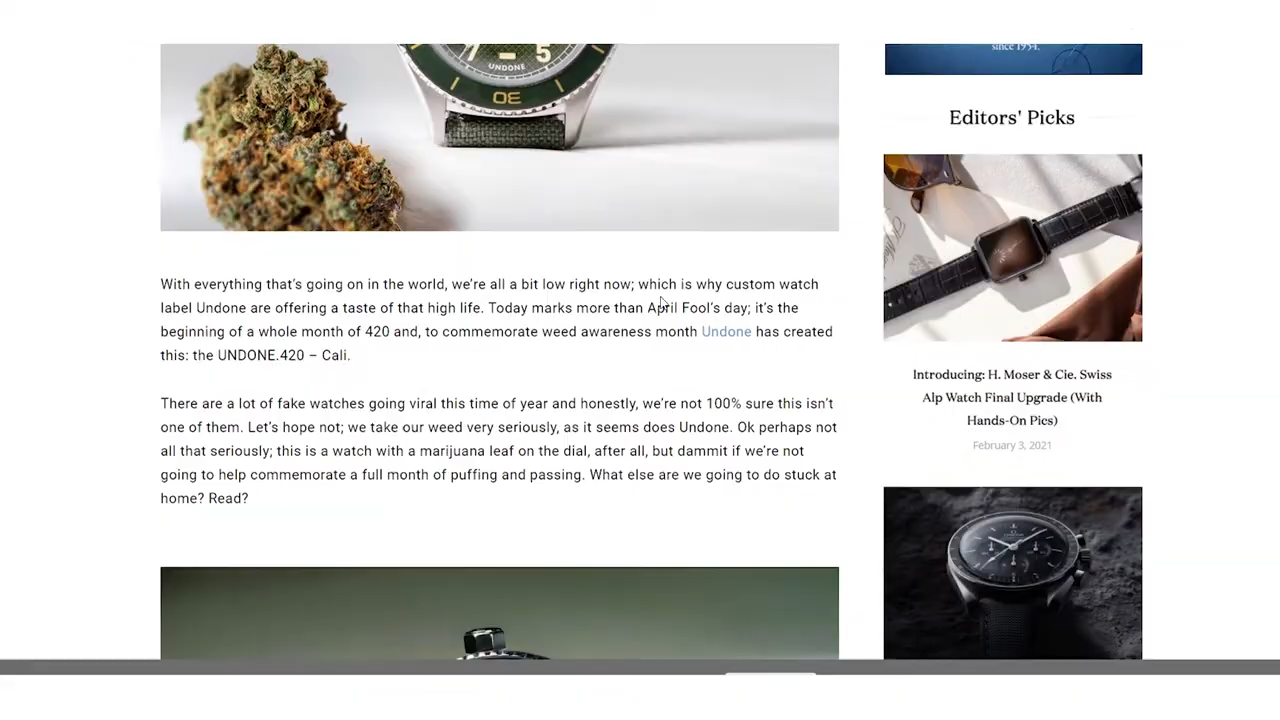 7 5
UNDONE
30
since 1954.
Editors' Picks
With everything that's going on in the world, we're all a bit low right now; which is why custom watch
label Undone are offering a taste of that high life. Today marks more than April Fool's day; it's the
beginning of a whole month of 420 and, to commemorate weed awareness month Undone has created
this: the UNDONE.420 – Cali.
There are a lot of fake watches going viral this time of year and honestly, we're not 100% sure this isn't
one of them. Let's hope not; we take our weed very seriously, as it seems does Undone. Ok perhaps not
all that seriously; this is a watch with a marijuana leaf on the dial, after all, but dammit if we're not
going to help commemorate a full month of puffing and passing. What else are we going to do stuck at
home? Read?
Introducing: H. Moser & Cie. Swiss
Alp Watch Final Upgrade (With
Hands-On Pics)
February 3, 2021